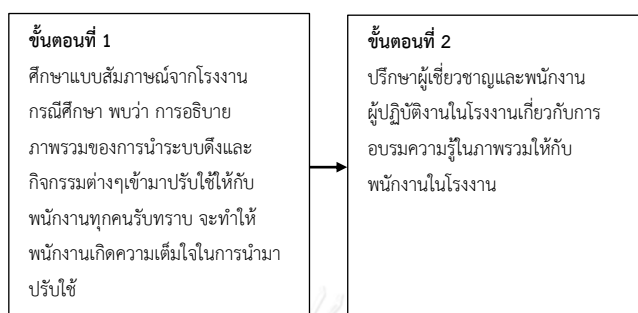 ขั้นตอนที่ 1
ศึกษาแบบสัมภาษณ์จากโรงงาน
กรณีศึกษา พบว่า การอธิบาย
ภาพรวมของการนำระบบดึงและ
กิจกรรมต่างๆเข้ามาปรับใช้ให้กับ
พนักงานทุกคนรับทราบ จะทำให้
พนักงานเกิดความเต็มใจในการนำมา
ปรับใช้
ขั้นตอนที่ 2
ปรึกษาผู้เชี่ยวชาญและพนักงาน
ผู้ปฏิบัติงานในโรงงานเกี่ยวกับการ
อบรมความรู้ในภาพรวมให้กับ
พนักงานในโรงงาน